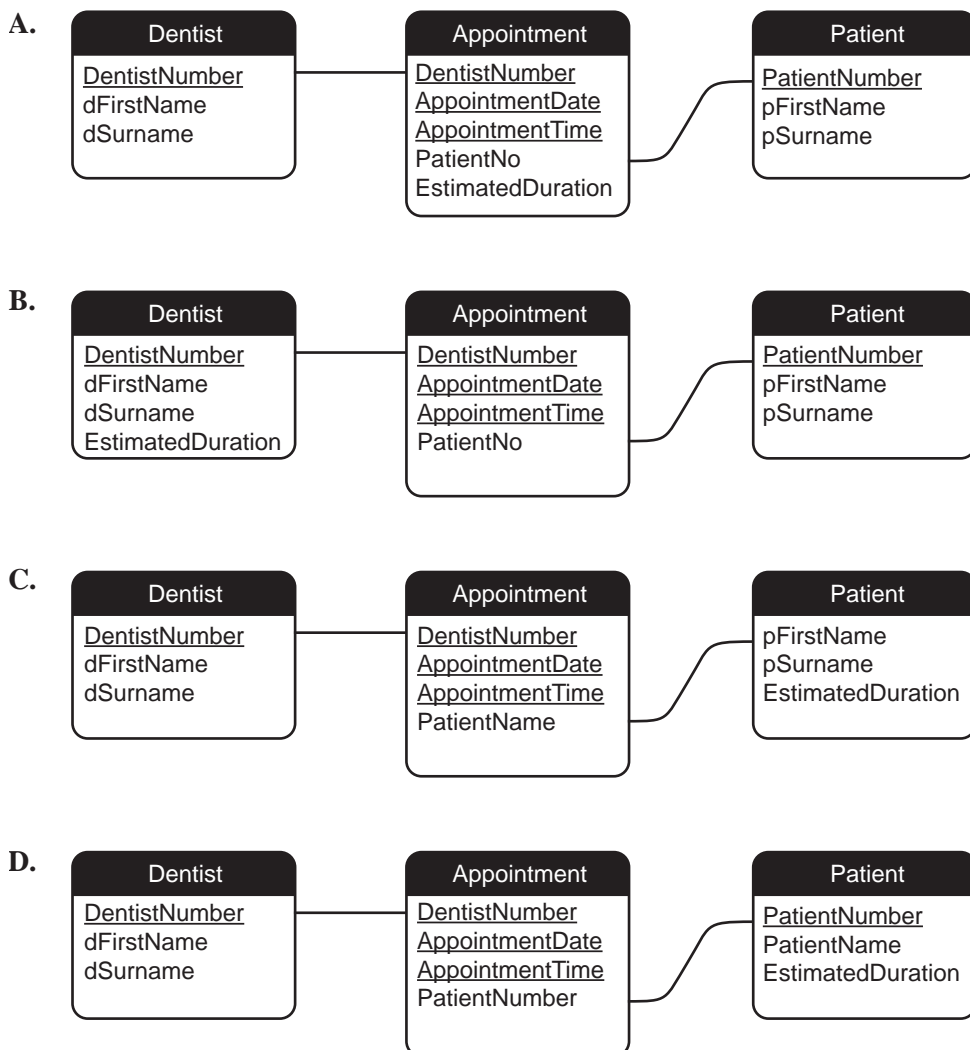 A.
Dentist
DentistNumber
dFirstName
dSurname
Appointment
DentistNumber
AppointmentDate
AppointmentTime
PatientNo
EstimatedDuration
Patient
PatientNumber
pFirstName
pSurname
B.
Dentist
DentistNumber
dFirstName
dSurname
EstimatedDuration
Appointment
DentistNumber
AppointmentDate
AppointmentTime
PatientNo
Patient
PatientNumber
pFirstName
pSurname
C.
Dentist
DentistNumber
dFirstName
dSurname
Appointment
DentistNumber
AppointmentDate
AppointmentTime
PatientName
Patient
pFirstName
pSurname
EstimatedDuration
D.
Dentist
DentistNumber
dFirstName
dSurname
Appointment
DentistNumber
AppointmentDate
AppointmentTime
PatientNumber
Patient
PatientNumber
PatientName
EstimatedDuration